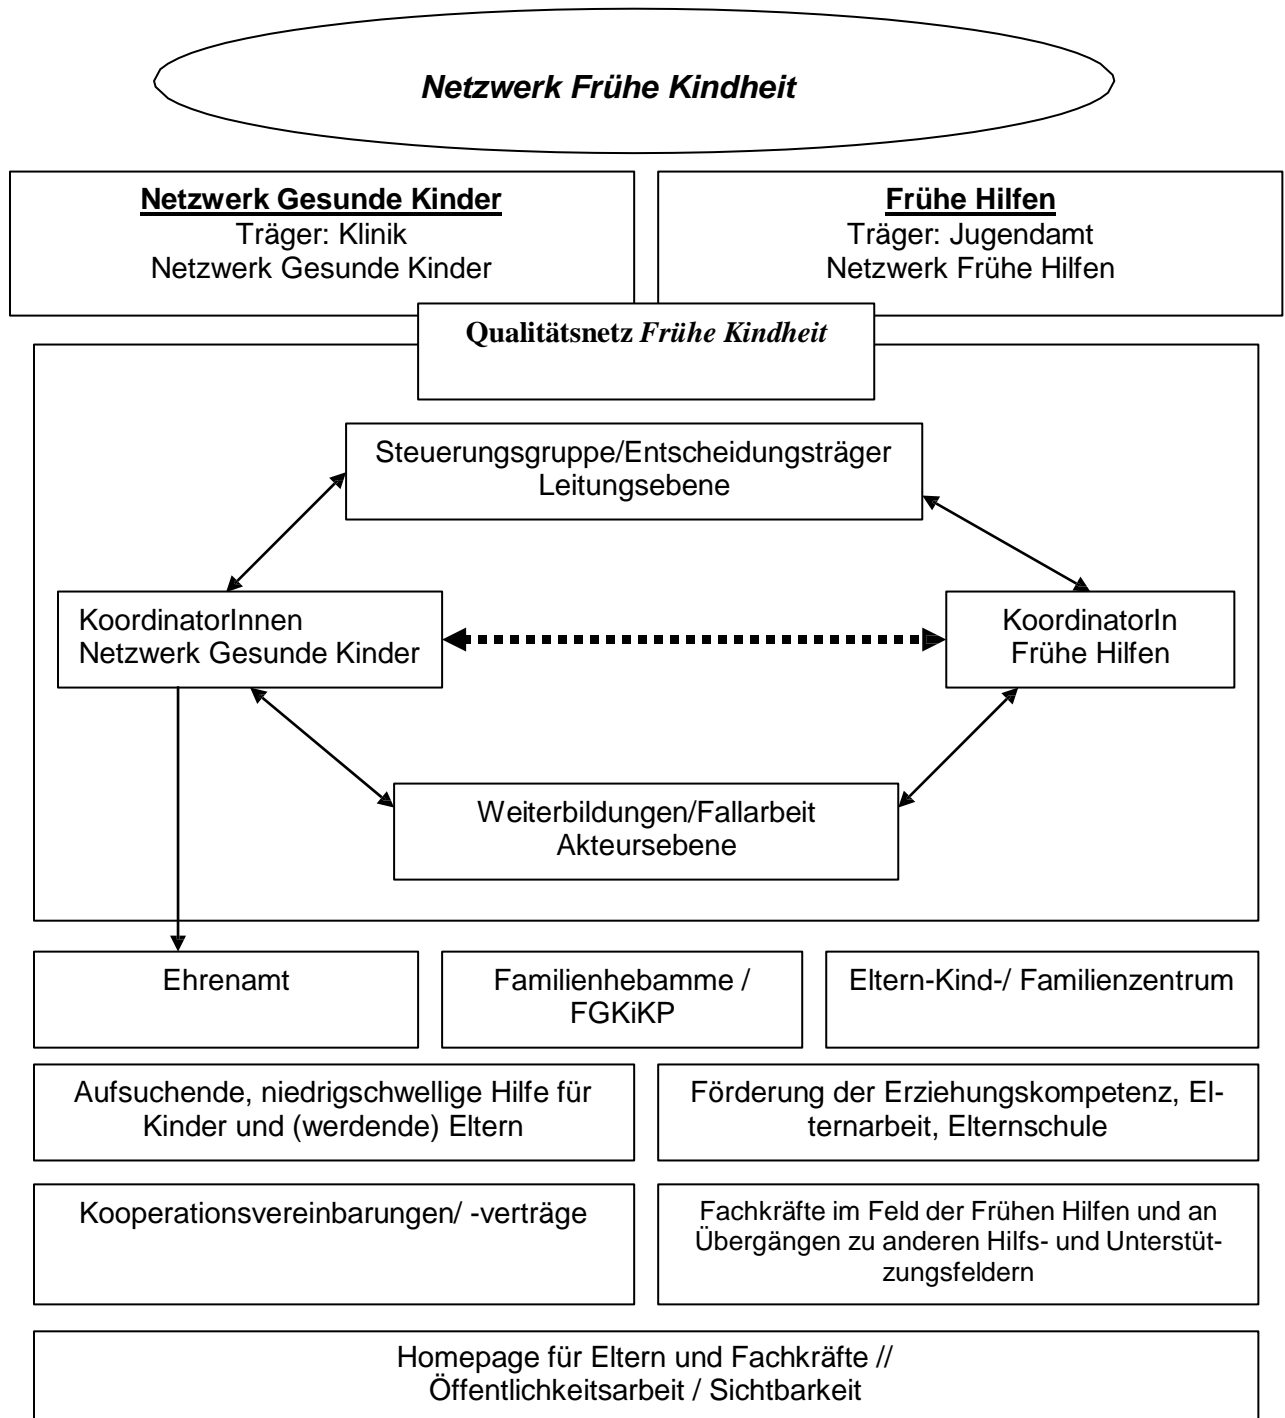 Netzwerk Frühe Kindheit
Netzwerk Gesunde Kinder
Träger: Klinik
Netzwerk Gesunde Kinder
Frühe Hilfen
Träger: Jugendamt
Netzwerk Frühe Hilfen
Qualitätsnetz Frühe Kindheit
Steuerungsgruppe/Entscheidungsträger
Leitungsebene
KoordinatorInnen
Netzwerk Gesunde Kinder
KoordinatorIn
Frühe Hilfen
Weiterbildungen/Fallarbeit
Akteursebene
Ehrenamt
Familienhebamme /
FGKiKP
Eltern-Kind-/ Familienzentrum
Aufsuchende, niedrigschwellige Hilfe für
Kinder und (werdende) Eltern
Förderung der Erziehungskompetenz, El-
ternarbeit, Elternschule
Kooperationsvereinbarungen/ -verträge
Fachkräfte im Feld der Frühen Hilfen und an
Übergängen zu anderen Hilfs- und Unterstüt-
zungsfeldern
Homepage für Eltern und Fachkräfte //
Öffentlichkeitsarbeit / Sichtbarkeit